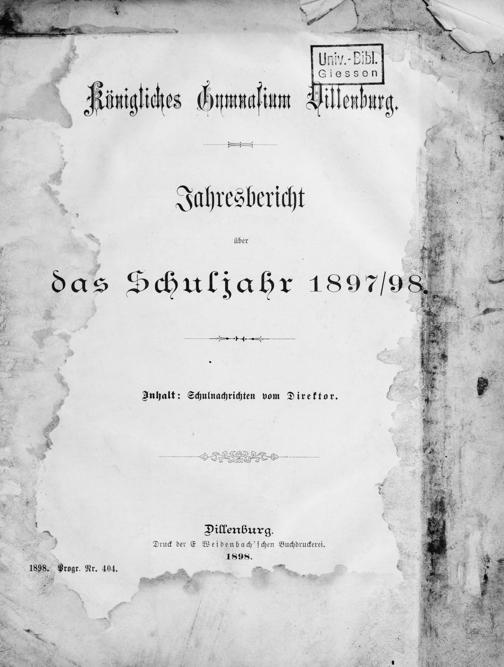 Univ.-Bibl.
Giessen
Königliches Gymnasium Dillenburg.
Jahresbericht
über
das Schuljahr 1897/98.
Inhalt: Schulnachrichten vom Direktor.
Dillenburg.
Druck der E. Weidenbach'schen Buchdruckerei.
1898.
1898. Progr. Nr. 404.